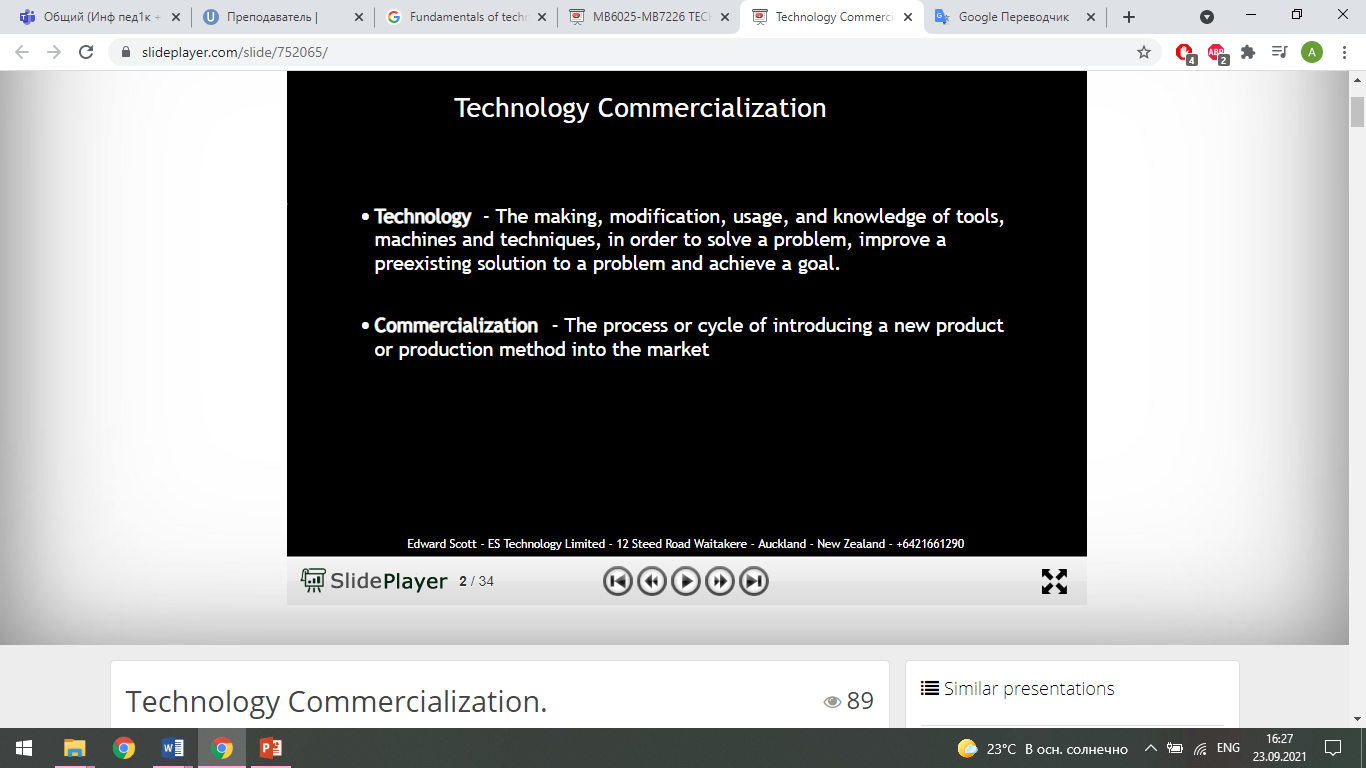 Общий (Инф пед1к +
Преподаватель |
Fundamentals of techn
MB6025-MB7226 TECH
Technology Commerci
Google Переводчик
slideplayer.com/slide/752065/
4
ABP
2
A
Technology Commercialization
• Technology - The making, modification, usage, and knowledge of tools,
machines and techniques, in order to solve a problem, improve a
preexisting solution to a problem and achieve a goal.
• Commercialization - The process or cycle of introducing a new product
or production method into the market
Edward Scott - ES Technology Limited - 12 Steed Road Waitakere - Auckland - New Zealand - +6421661290
SlidePlayer 2 / 34
Technology Commercialization.
89
Similar presentations
23°C В осн. солнечно
ENG
16:27
23.09.2021